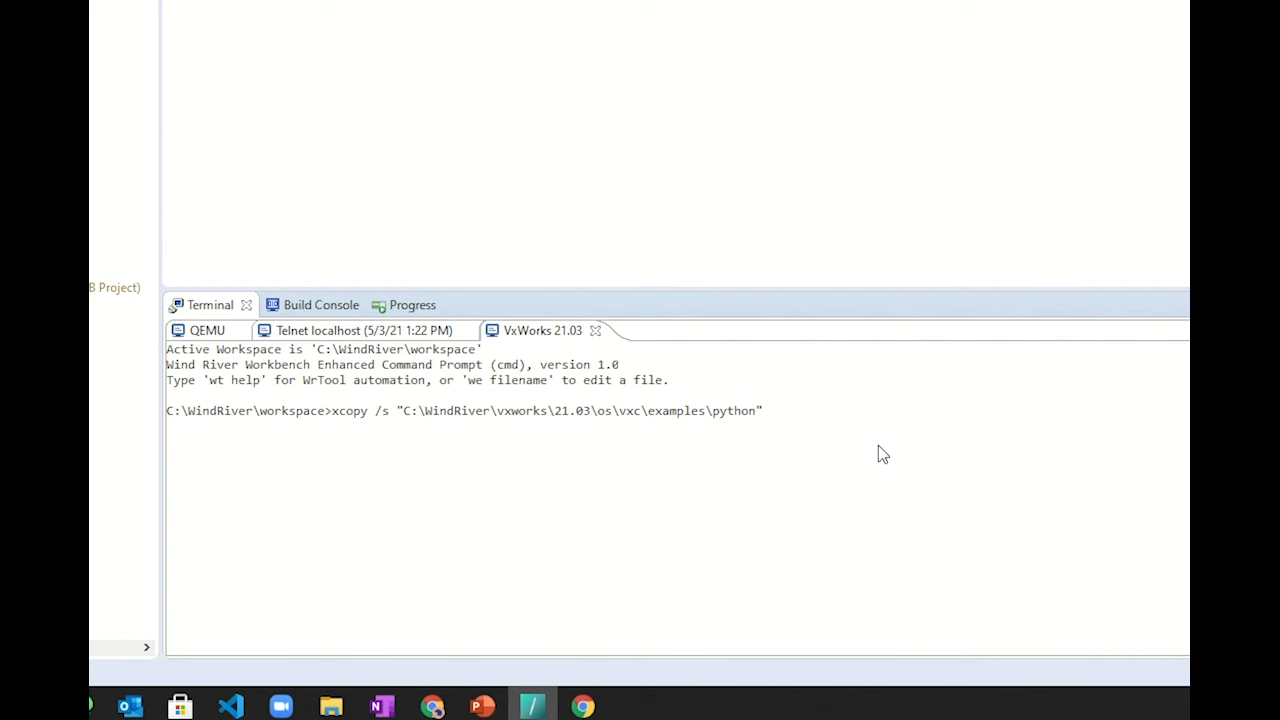 B Project)
Terminal Build Console Progress
QEMU Telnet localhost (5/3/21 1:22 PM) VxWorks 21.03
Active Workspace is 'C:\WindRiver\workspace'
Wind River Workbench Enhanced Command Prompt (cmd), version 1.0
Type 'wt help' for WrTool automation, or 'we filename' to edit a file.
C:\WindRiver\workspace>xcopy /s "C:\WindRiver\vxworks\21.03\os\vxc\examples\python"